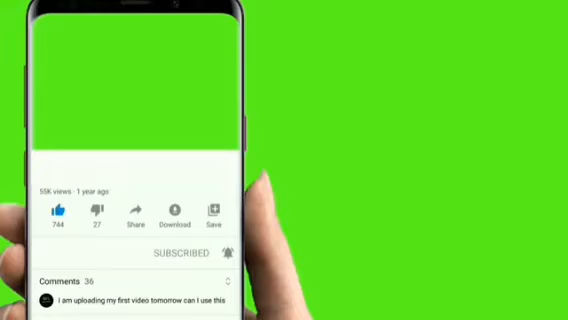 55K views · 1 year ago
744
27
Share
Download
Save
SUBSCRIBED
Comments 36
I am uploading my first video tomorrow can I use this